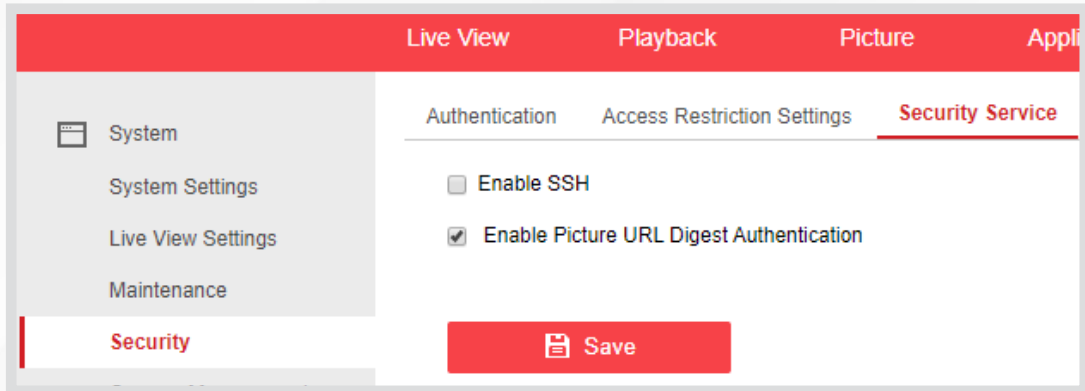 Live View Playback Picture Appli
Authentication Access Restriction Settings Security Service
System
System Settings
Live View Settings
Maintenance
Security
Enable SSH
Enable Picture URL Digest Authentication
Save